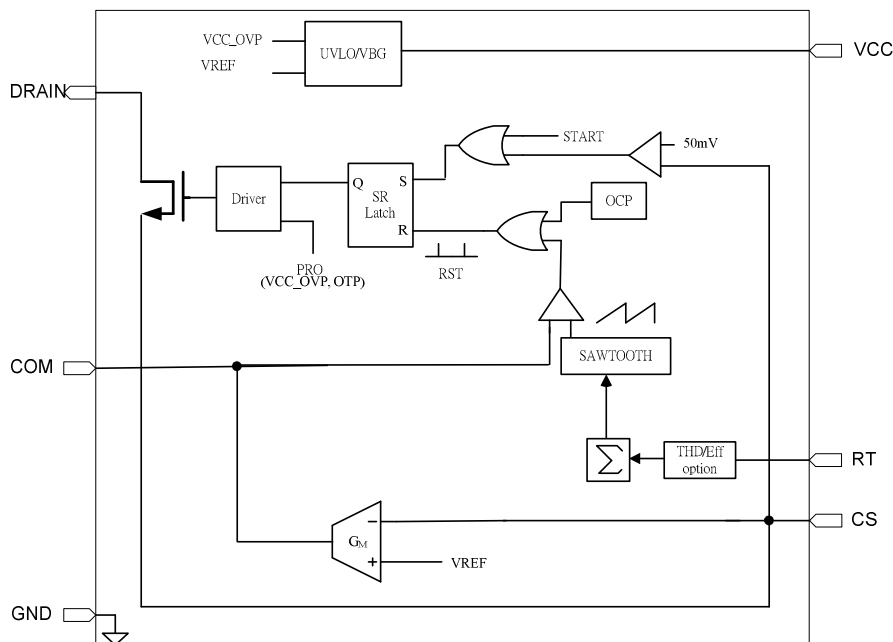 VCC_OVP
VREF
UVLO/VBG
VCC
DRAIN
START
50mV
Driver
Q
S
SR
Latch
R
OCP
PRO
(VCC_OVP, OTP)
RST
SAWTOOTH
COM
Σ
THD/Eff
option
RT
GM
−
+
VREF
CS
GND